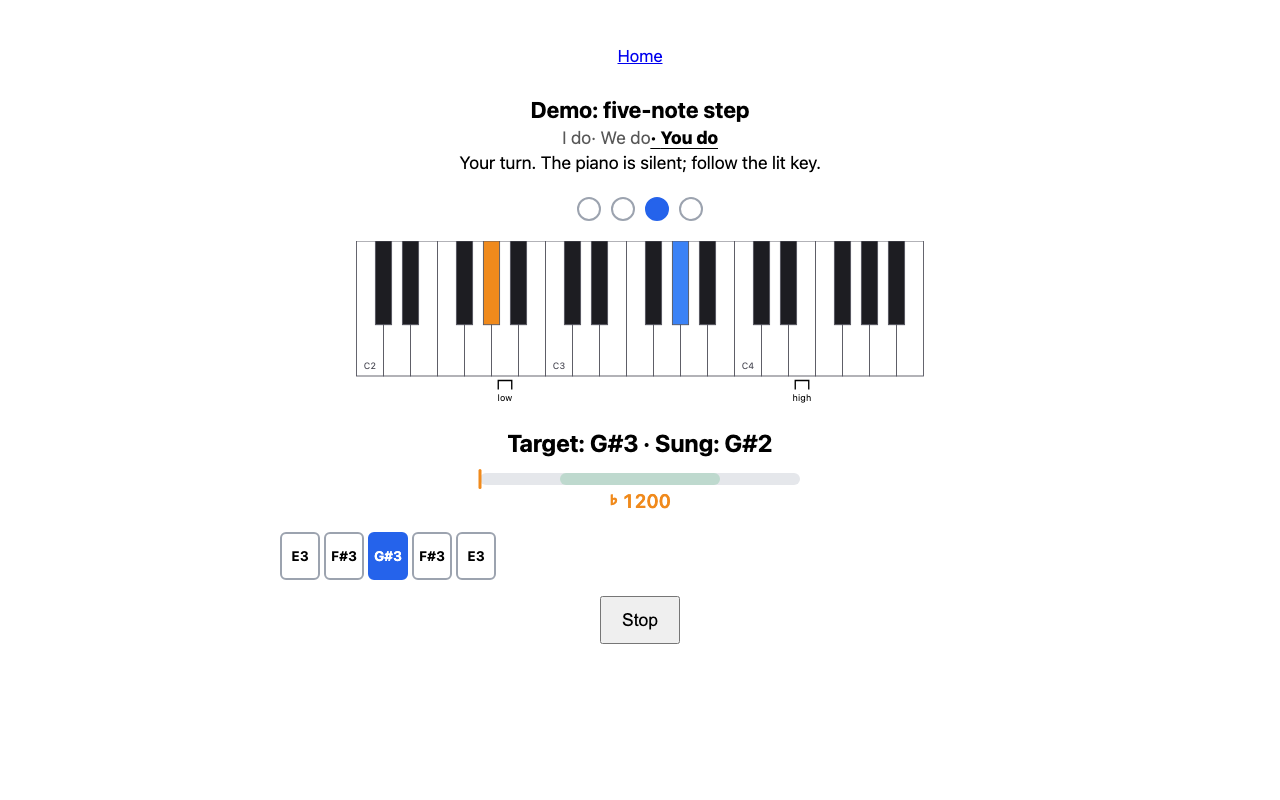 Home
Demo: five-note step
I do· We do· You do
Your turn. The piano is silent; follow the lit key.
C2 C3 C4
low high
Target: G#3 · Sung: G#2
♭ 1200
E3 F#3 G#3 F#3 E3
Stop